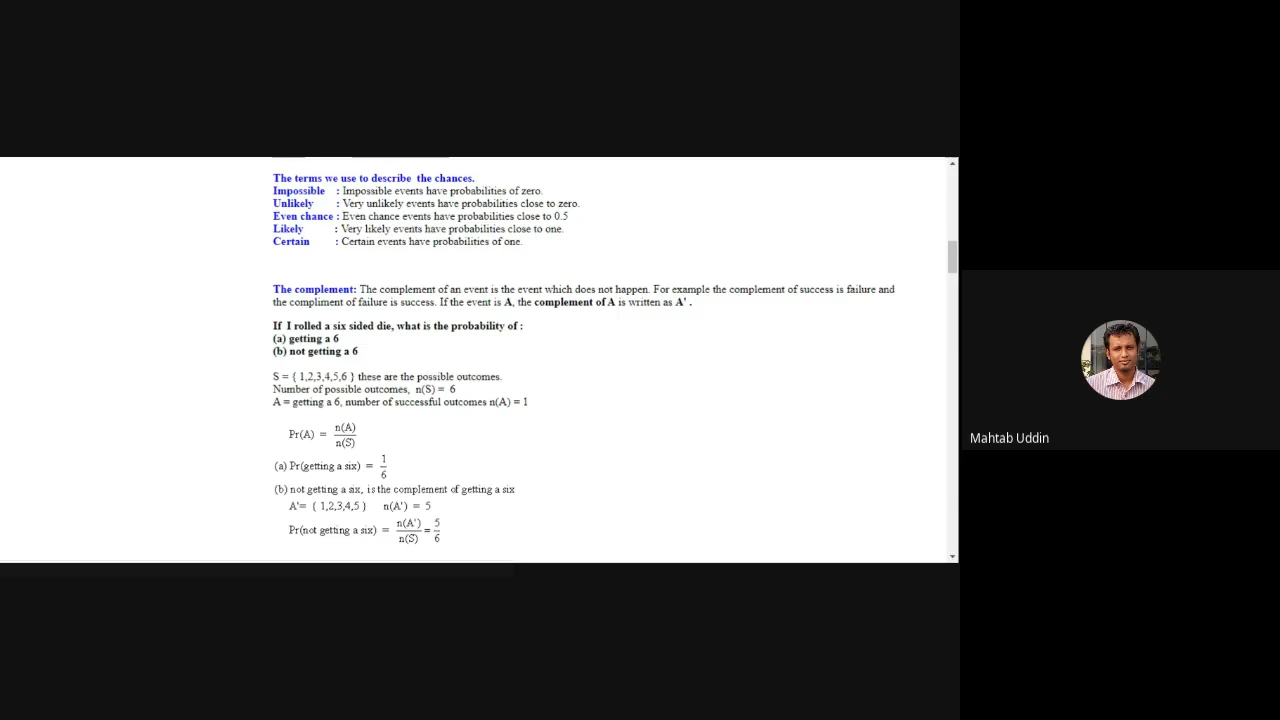 The terms we use to describe the chances.
Impossible : Impossible events have probabilities of zero.
Unlikely : Very unlikely events have probabilities close to zero.
Even chance : Even chance events have probabilities close to 0.5
Likely : Very likely events have probabilities close to one.
Certain : Certain events have probabilities of one.
The complement: The complement of an event is the event which does not happen. For example the complement of success is failure and
the compliment of failure is success. If the event is A, the complement of A is written as A' .
If I rolled a six sided die, what is the probability of :
(a) getting a 6
(b) not getting a 6
S = { 1,2,3,4,5,6 } these are the possible outcomes.
Number of possible outcomes, n(S) = 6
A = getting a 6, number of successful outcomes n(A) = 1
Pr(A) = n(A)/n(S)
(a) Pr(getting a six) = 1/6
(b) not getting a six, is the complement of getting a six
A'= { 1,2,3,4,5 } n(A') = 5
Pr(not getting a six) = n(A')/n(S) = 5/6
Mahtab Uddin